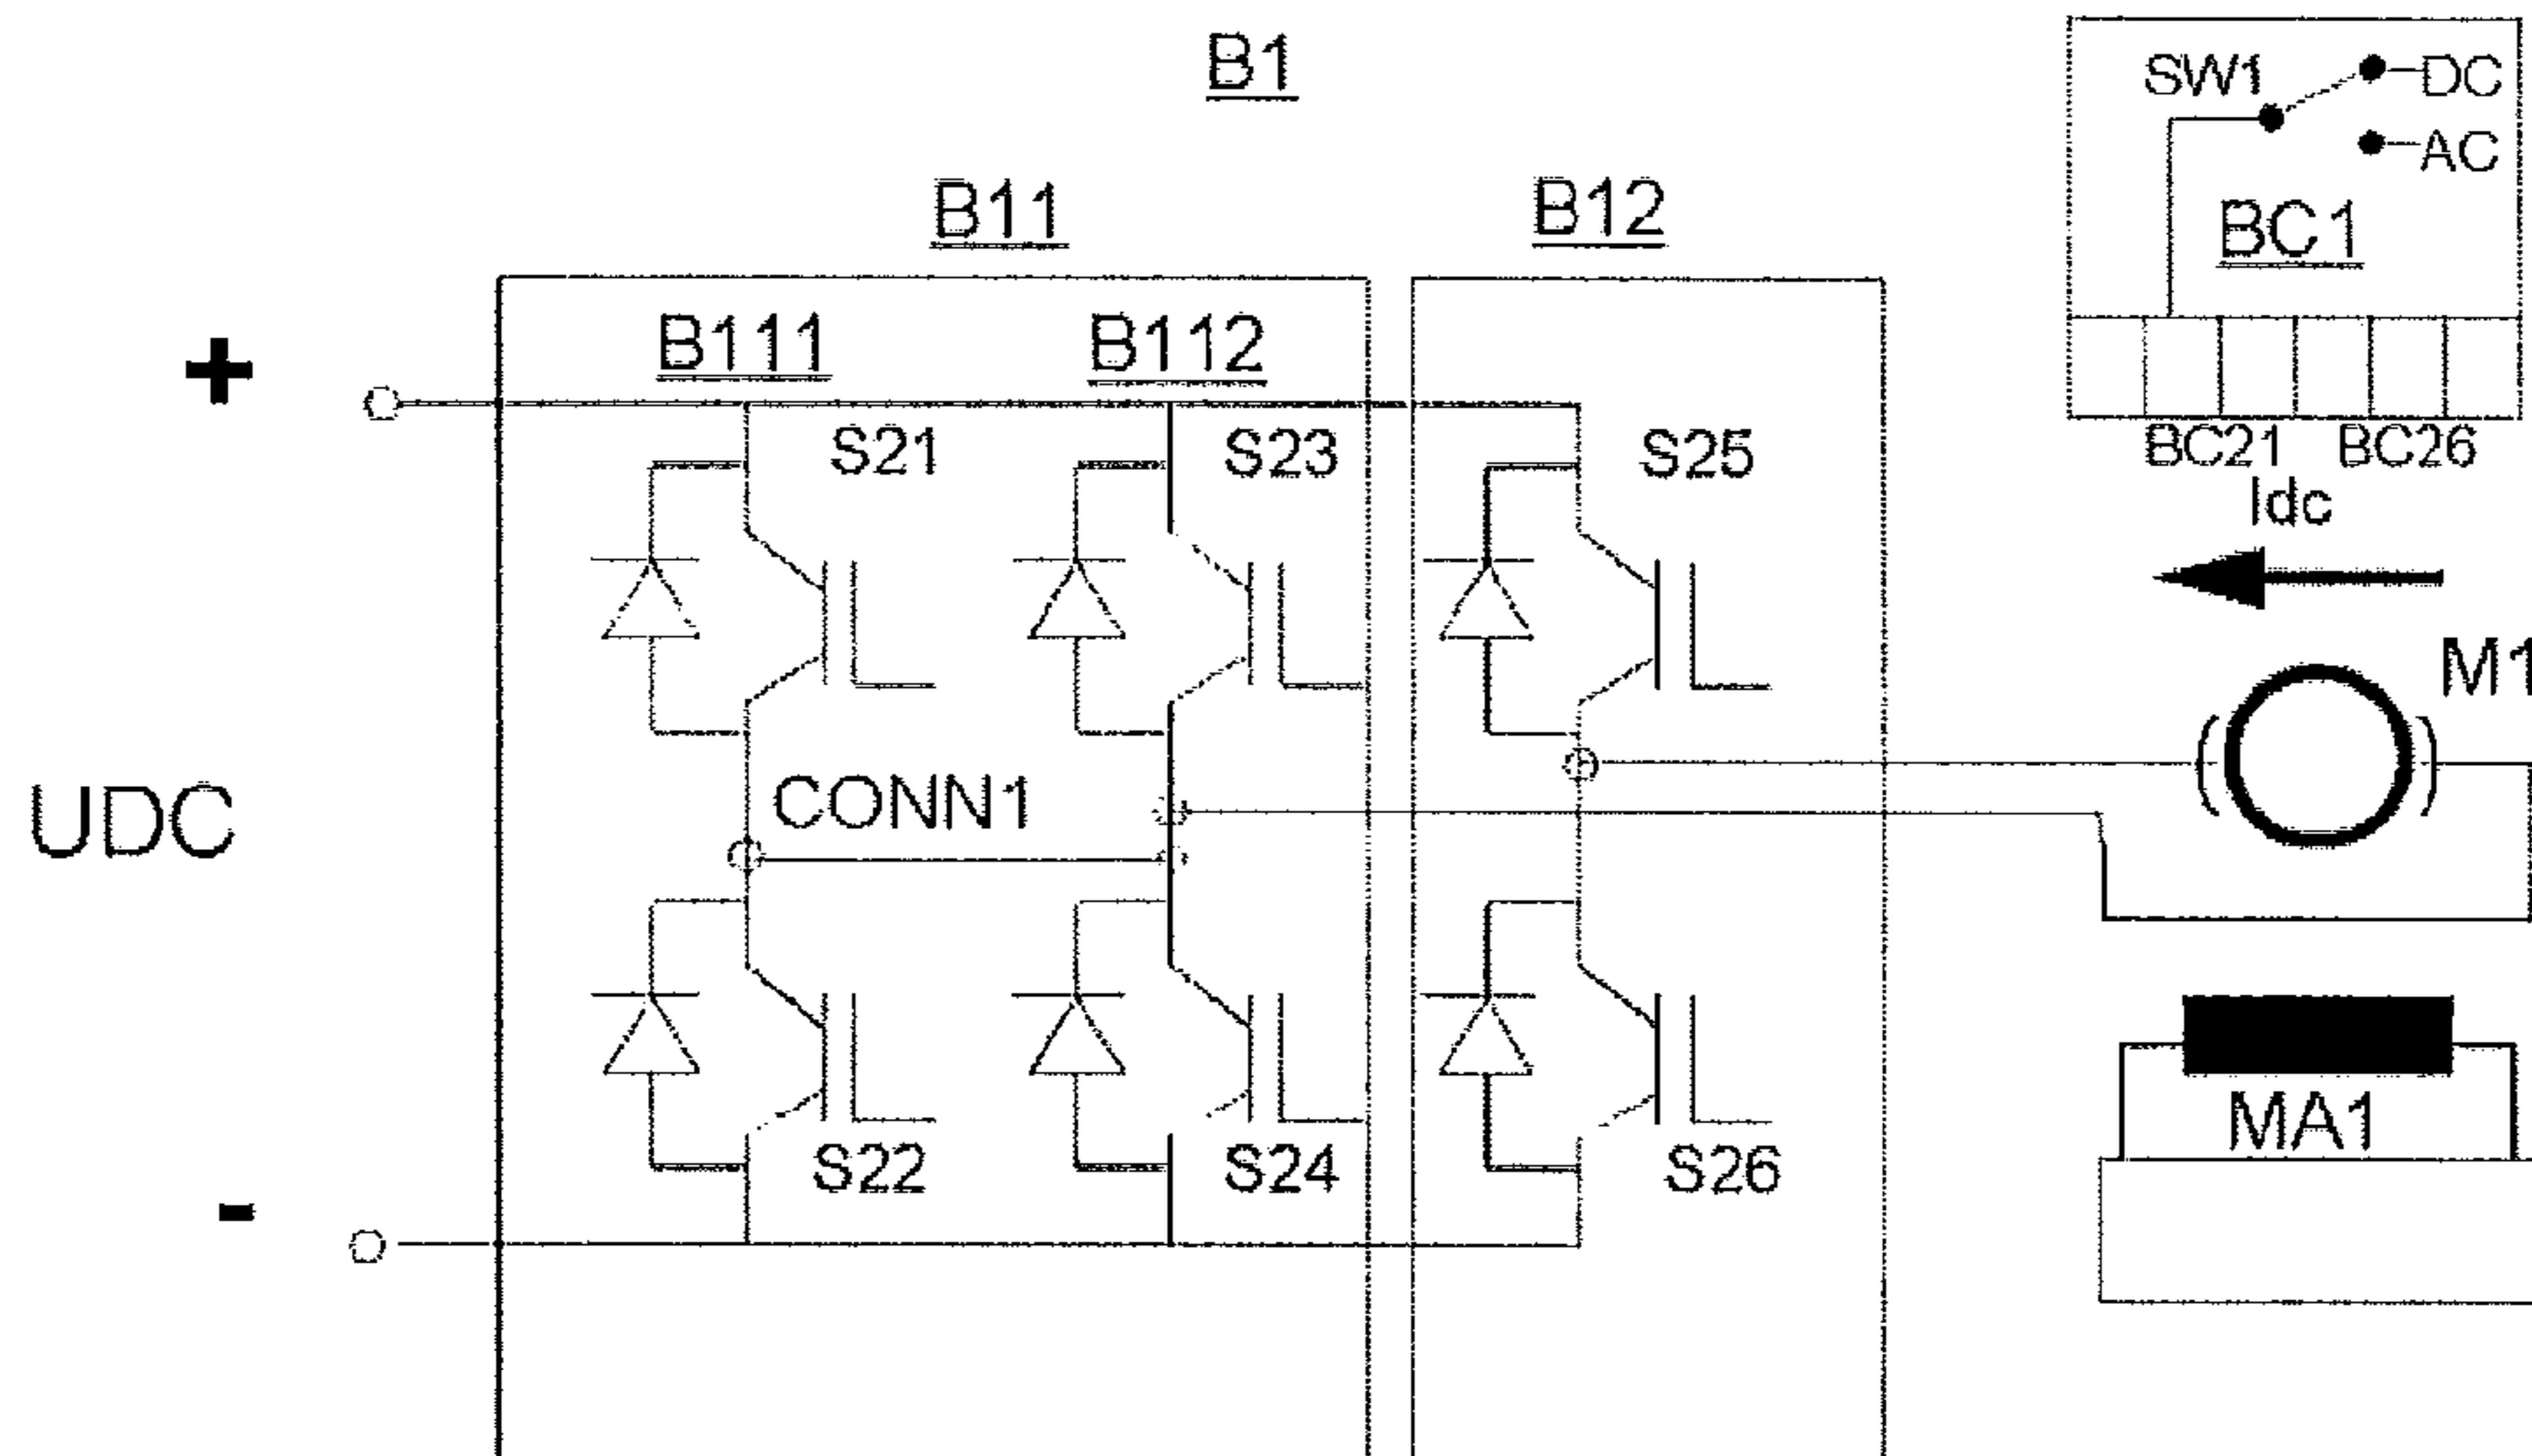 B1
SW1
DC
AC
B11
B12
BC1
B111
B112
+
S21
S23
S25
BC21
BC26
Idc
M1
UDC
CONN1
MA1
S22
S24
S26
-